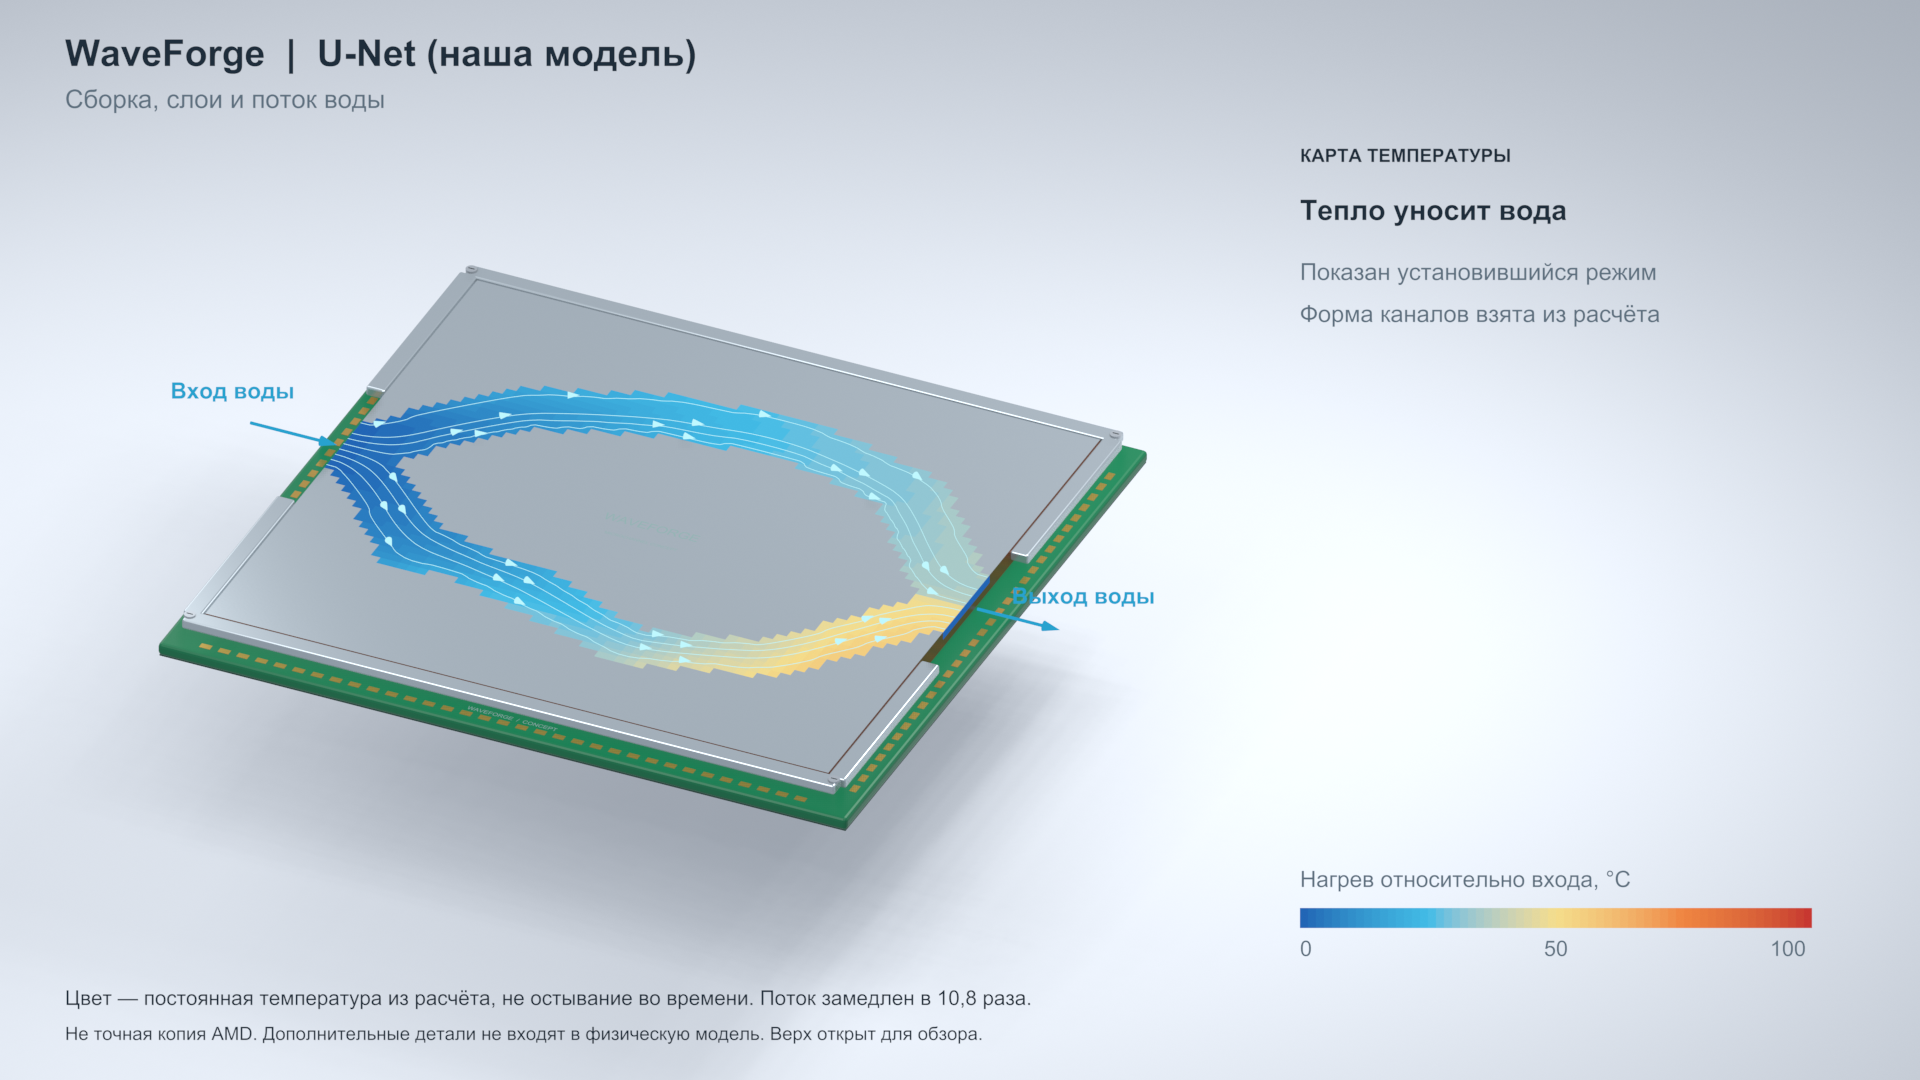 WaveForge | U-Net (наша модель)
Сборка, слои и поток воды
КАРТА ТЕМПЕРАТУРЫ
Тепло уносит вода
Показан установившийся режим
Форма каналов взята из расчёта
Вход воды
Выход воды
WAVEFORGE / CONCEPT
Нагрев относительно входа, °C
0 50 100
Цвет — постоянная температура из расчёта, не остывание во времени. Поток замедлен в 10,8 раза.
Не точная копия AMD. Дополнительные детали не входят в физическую модель. Верх открыт для обзора.